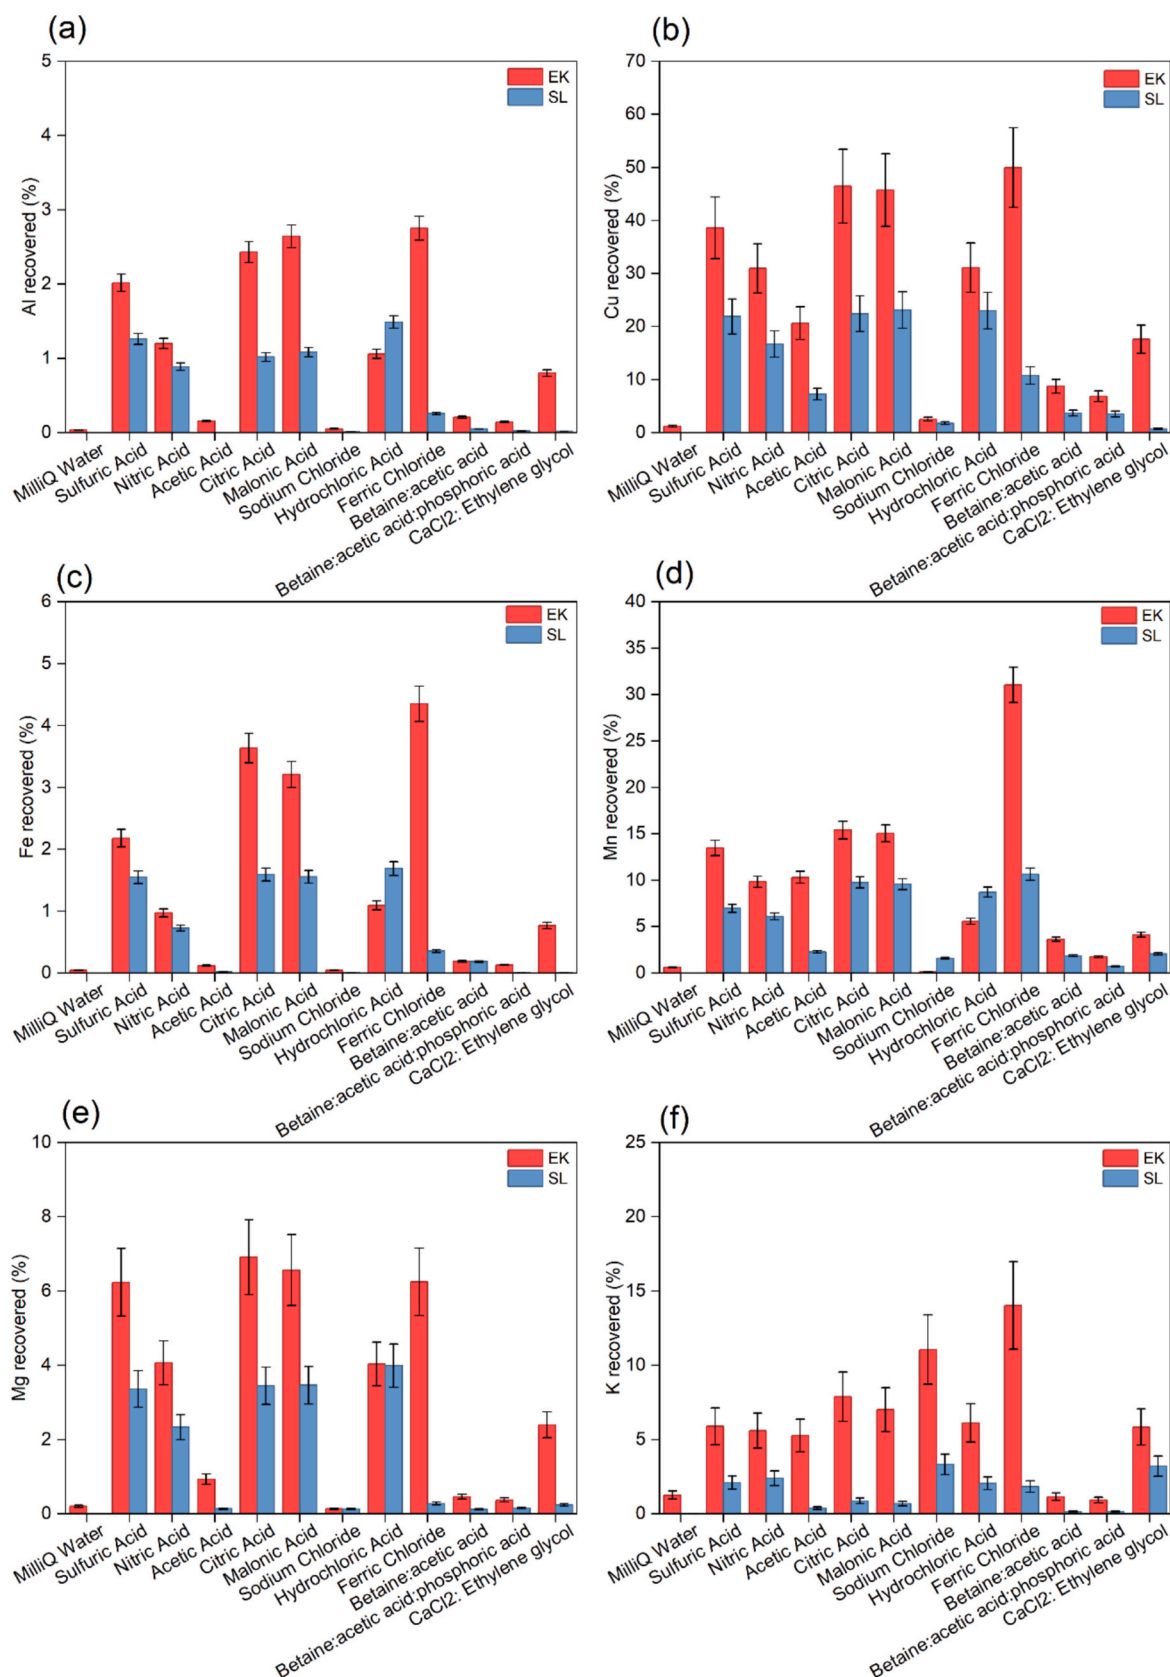 (a)
5
4
3
2
1
0
Al recovered (%)
EK
SL
MilliQ Water
Sulfuric Acid
Nitric Acid
Acetic Acid
Citric Acid
Malonic Acid
Sodium Chloride
Hydrochloric Acid
Ferric Chloride
Betaine:acetic acid
Betaine:acetic acid:phosphoric acid
CaCl2: Ethylene glycol
(b)
70
60
50
40
30
20
10
0
Cu recovered (%)
EK
SL
MilliQ Water
Sulfuric Acid
Nitric Acid
Acetic Acid
Citric Acid
Malonic Acid
Sodium Chloride
Hydrochloric Acid
Ferric Chloride
Betaine:acetic acid
Betaine:acetic acid:phosphoric acid
CaCl2: Ethylene glycol
(c)
6
5
4
3
2
1
0
Fe recovered (%)
EK
SL
MilliQ Water
Sulfuric Acid
Nitric Acid
Acetic Acid
Citric Acid
Malonic Acid
Sodium Chloride
Hydrochloric Acid
Ferric Chloride
Betaine:acetic acid
Betaine:acetic acid:phosphoric acid
CaCl2: Ethylene glycol
(d)
40
35
30
25
20
15
10
5
0
Mn recovered (%)
EK
SL
MilliQ Water
Sulfuric Acid
Nitric Acid
Acetic Acid
Citric Acid
Malonic Acid
Sodium Chloride
Hydrochloric Acid
Ferric Chloride
Betaine:acetic acid
Betaine:acetic acid:phosphoric acid
CaCl2: Ethylene glycol
(e)
10
8
6
4
2
0
Mg recovered (%)
EK
SL
MilliQ Water
Sulfuric Acid
Nitric Acid
Acetic Acid
Citric Acid
Malonic Acid
Sodium Chloride
Hydrochloric Acid
Ferric Chloride
Betaine:acetic acid
Betaine:acetic acid:phosphoric acid
CaCl2: Ethylene glycol
(f)
25
20
15
10
5
0
K recovered (%)
EK
SL
MilliQ Water
Sulfuric Acid
Nitric Acid
Acetic Acid
Citric Acid
Malonic Acid
Sodium Chloride
Hydrochloric Acid
Ferric Chloride
Betaine:acetic acid
Betaine:acetic acid:phosphoric acid
CaCl2: Ethylene glycol